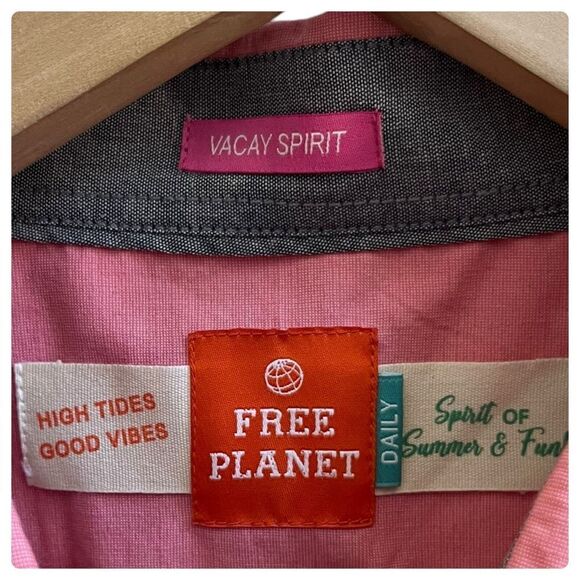 VACAY SPIRIT
HIGH TIDES
GOOD VIBES
FREE
PLANET
DAILY
Spirit OF
Summer & Fun!